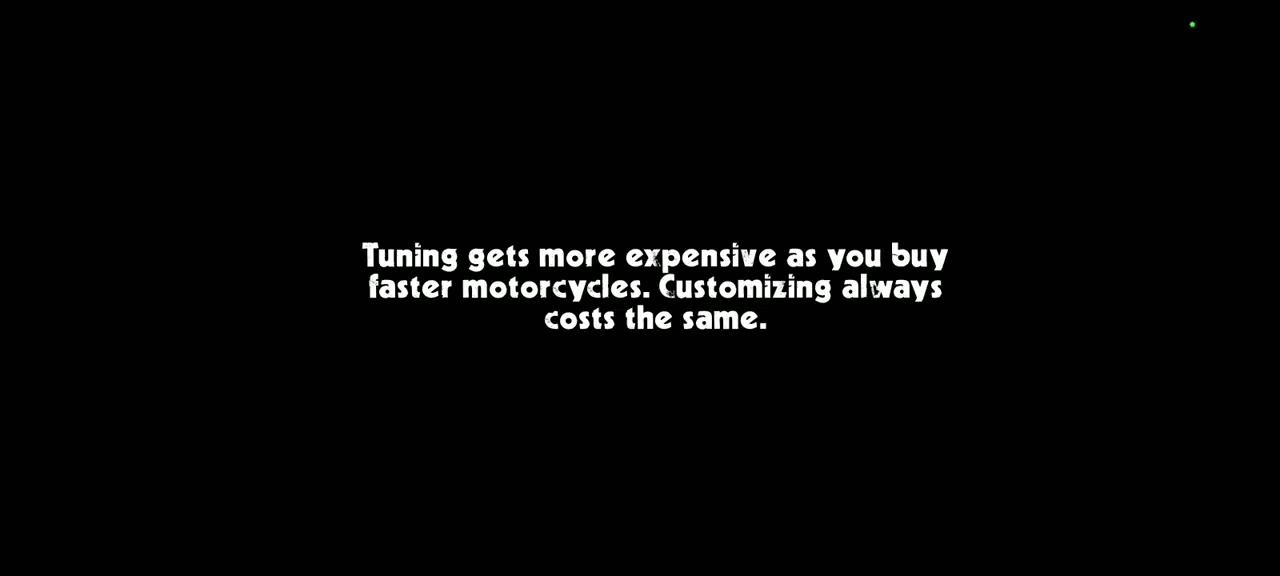 Tuning gets more expensive as you buy
faster motorcycles. Customizing always
costs the same.